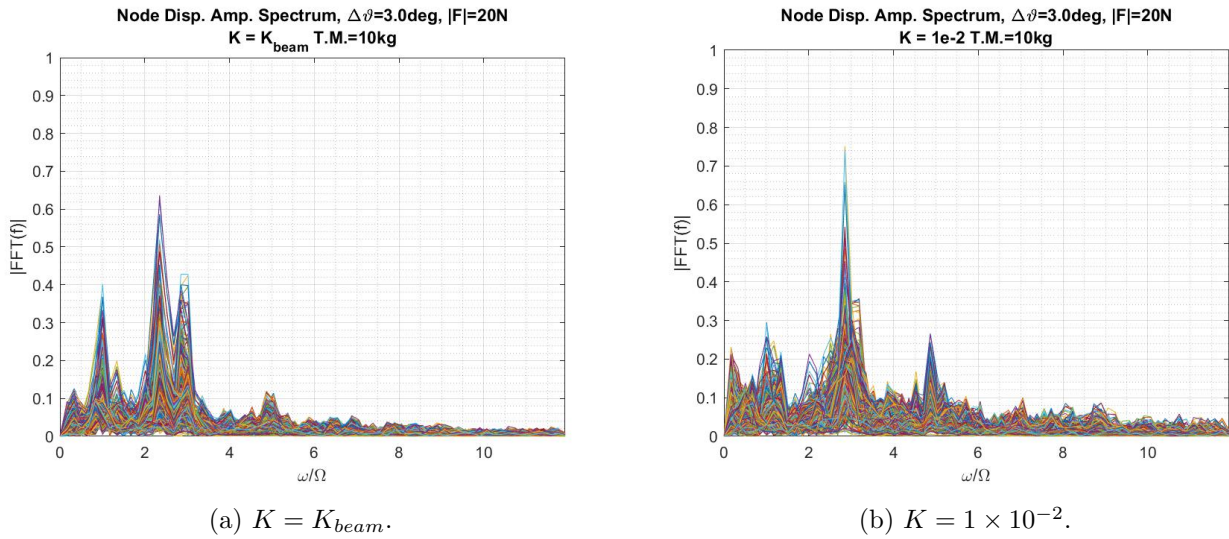 Node Disp. Amp. Spectrum, Δϑ=3.0deg, |F|=20N
K = K_beam T.M.=10kg
1
0.9
0.8
0.7
0.6
0.5
0.4
0.3
0.2
0.1
0
|FFT(f)|
0 2 4 6 8 10
ω/Ω
(a) K = K_beam.
Node Disp. Amp. Spectrum, Δϑ=3.0deg, |F|=20N
K = 1e-2 T.M.=10kg
1
0.9
0.8
0.7
0.6
0.5
0.4
0.3
0.2
0.1
0
|FFT(f)|
0 2 4 6 8 10
ω/Ω
(b) K = 1 × 10⁻².